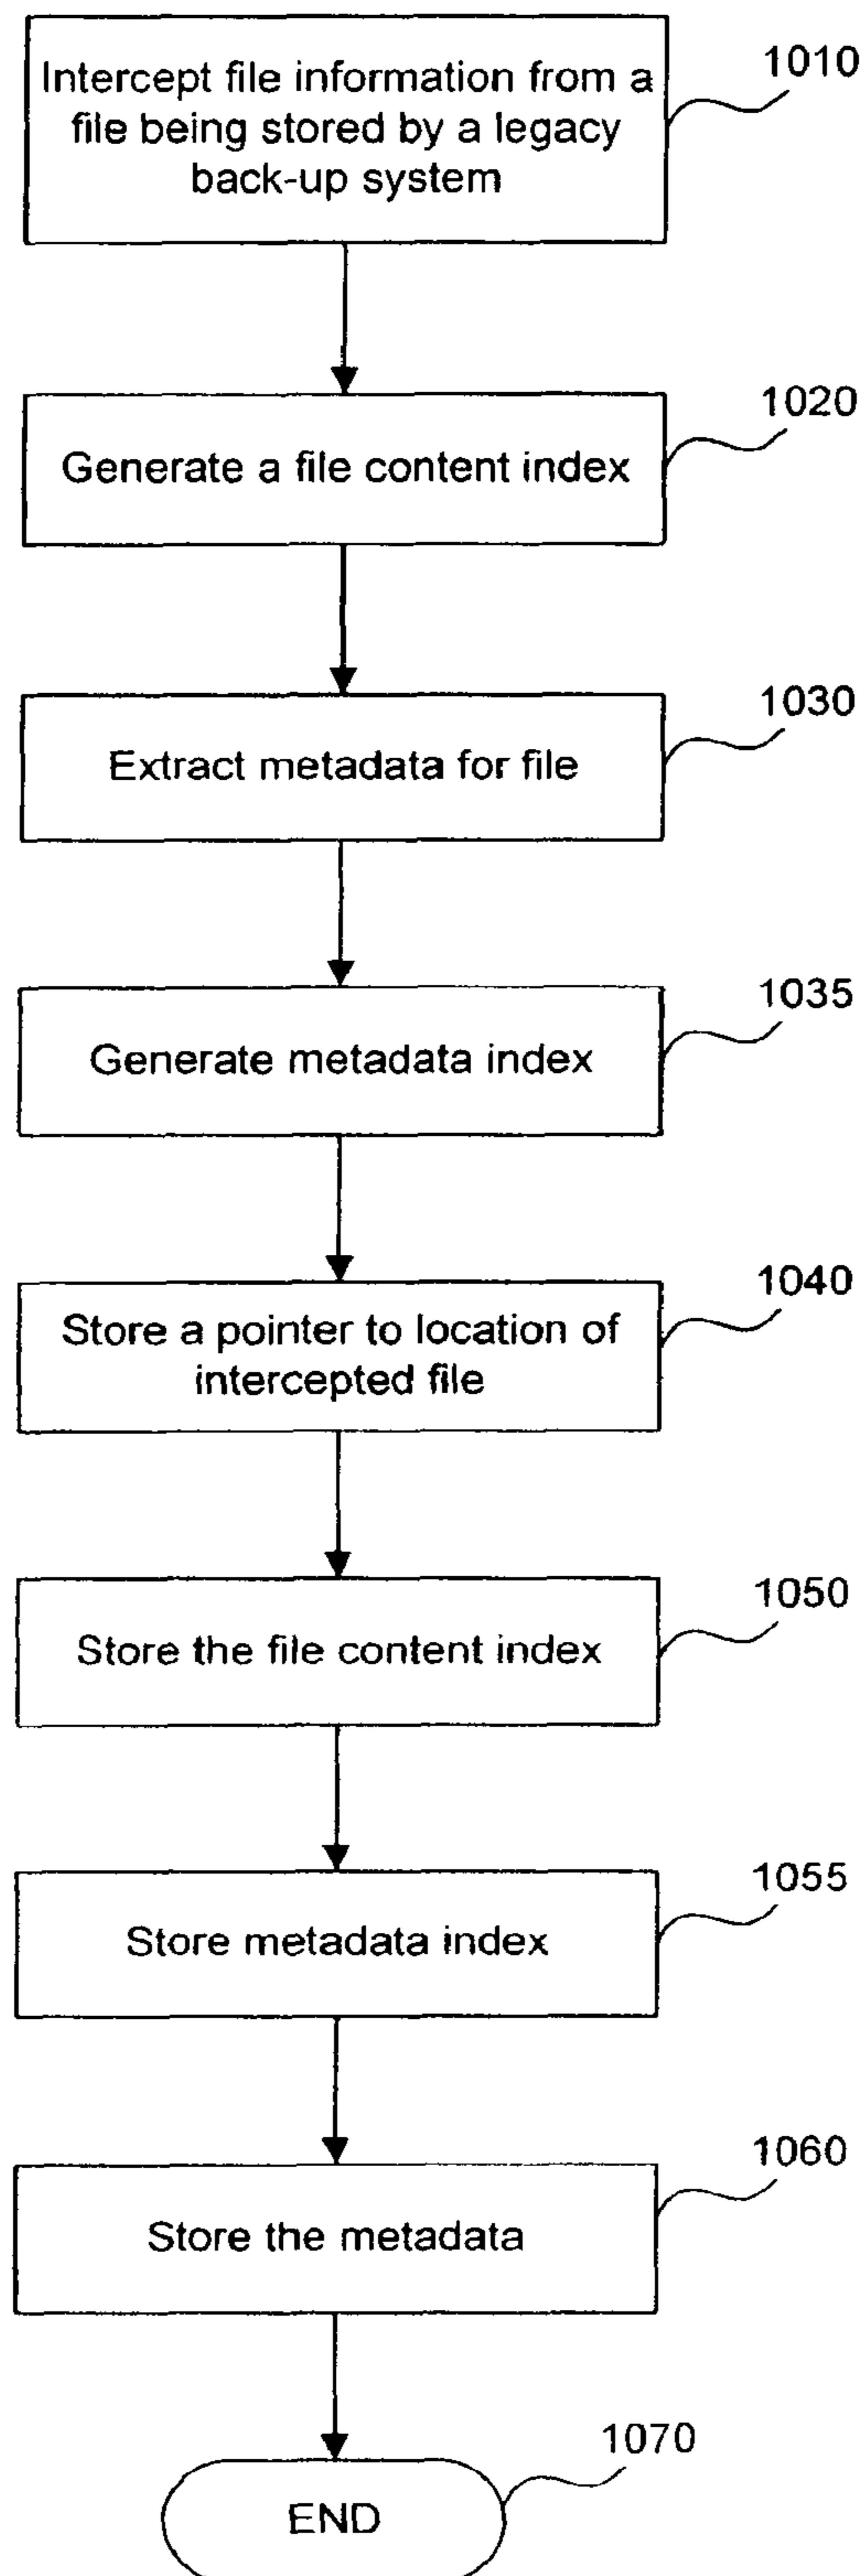 1010
Intercept file information from a
file being stored by a legacy
back-up system
1020
Generate a file content index
1030
Extract metadata for file
1035
Generate metadata index
1040
Store a pointer to location of
intercepted file
1050
Store the file content index
1055
Store metadata index
1060
Store the metadata
1070
END